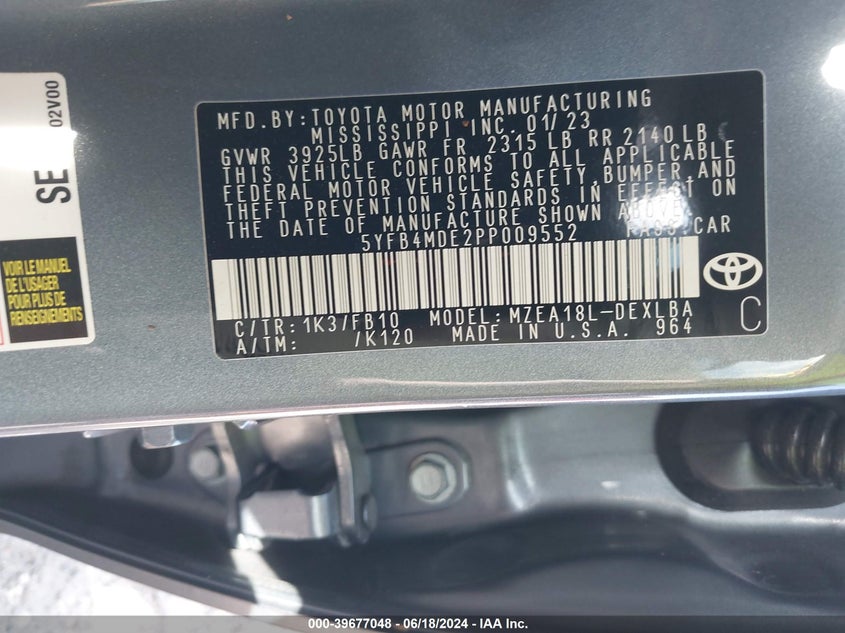 MFD.BY:TOYOTA MOTOR MANUFACTURING
MISSISSIPPI INC. 01/23
GVWR 3925LB GAWR FR 2315 LB RR 2140 LB
THIS VEHICLE CONFORMS TO ALL APPLICABLE
FEDERAL MOTOR VEHICLE SAFETY, BUMPER, AND
THEFT PREVENTION STANDARDS IN EFFECT ON
THE DATE OF MANUFACTURE SHOWN ABOVE.
5YFB4MDE2PP009552 PASS.CAR
C/TR: 1K3/FB10 MODEL: MZEA18L-DEXLBA
A/TM: /K120 MADE IN U.S.A. 964
C
02V00
SE
VOIR LE MANUEL
DE L'USAGER
POUR PLUS DE
RENSEIGNEMENTS
000-39677048 - 06/18/2024 - IAA Inc.